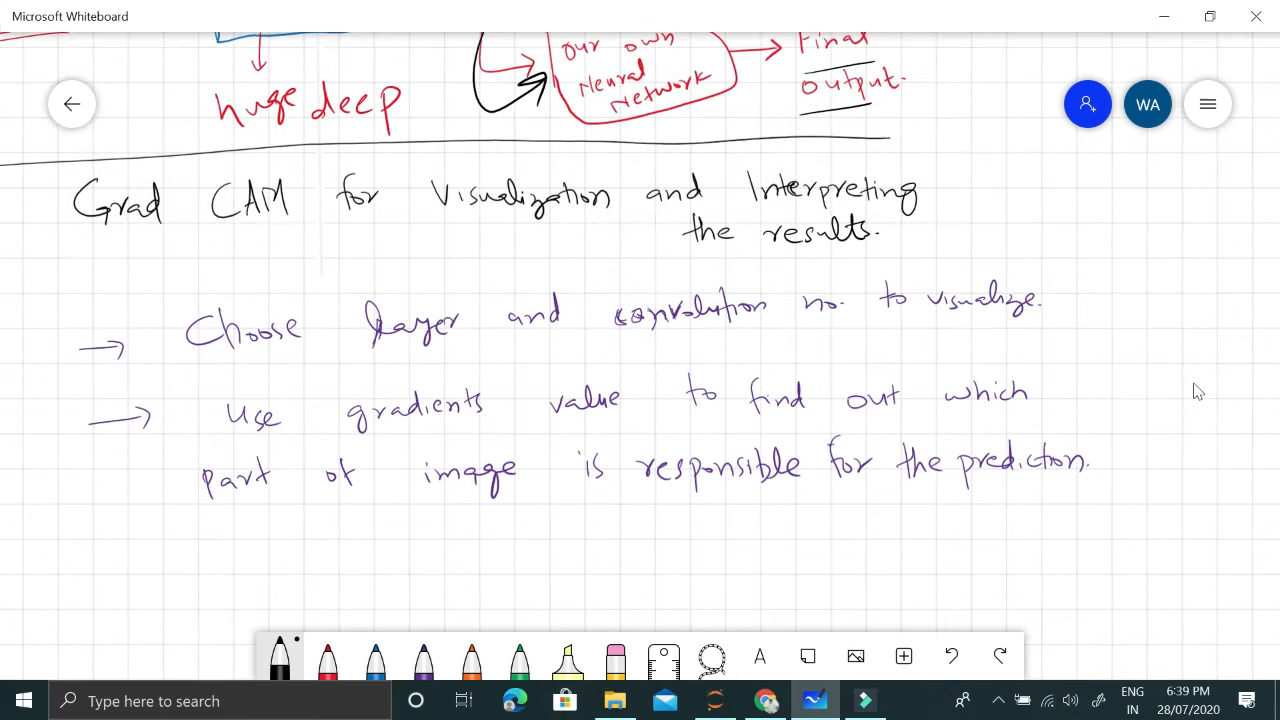 Microsoft Whiteboard
Our own
Neural
Network
Final
Output.
huge deep
WA
Grad CAM for Visualization and Interpreting
the results.
Choose layer and convolution no. to visualize.
Use gradients value to find out which
part of image is responsible for the prediction.
A
Type here to search
ENG
IN
6:39 PM
28/07/2020